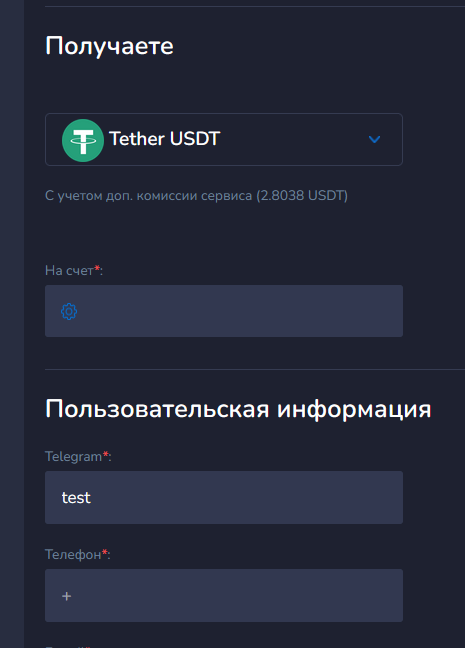 Получаете
Tether USDT
С учетом доп. комиссии сервиса (2.8038 USDT)
На счет*:
Пользовательская информация
Telegram*:
test
Телефон*:
+